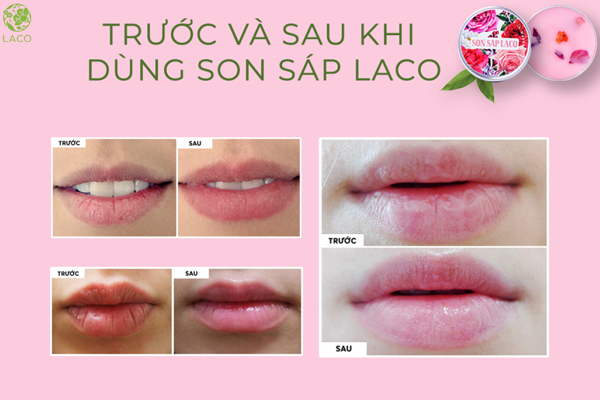 LACO
TRƯỚC VÀ SAU KHI
DÙNG SON SÁP LACO
SON SÁP LACO
TRƯỚC
SAU
TRƯỚC
SAU
TRƯỚC
SAU